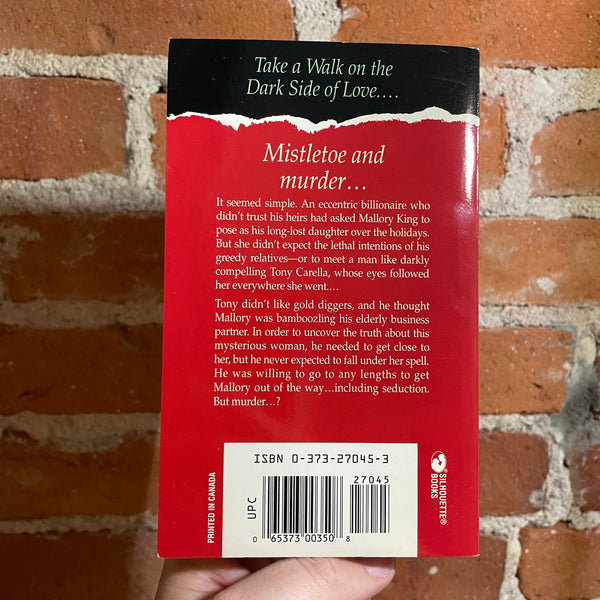 Take a Walk on the
Dark Side of Love....
Mistletoe and
murder...
It seemed simple. An eccentric billionaire who
didn't trust his heirs had asked Mallory King to
pose as his long-lost daughter over the holidays.
But she didn't expect the lethal intentions of his
greedy relatives—or to meet a man like darkly
compelling Tony Carella, whose eyes followed
her everywhere she went....
Tony didn't like gold diggers, and he thought
Mallory was bamboozling his elderly business
partner. In order to uncover the truth about this
mysterious woman, he needed to get close to
her, but he never expected to fall under her spell.
He was willing to go to any lengths to get
Mallory out of the way...including seduction.
But murder...?
ISBN 0-373-27045-3
27045
UPC
0 65373 00350 8
PRINTED IN CANADA
SILHOUETTE®
BOOKS